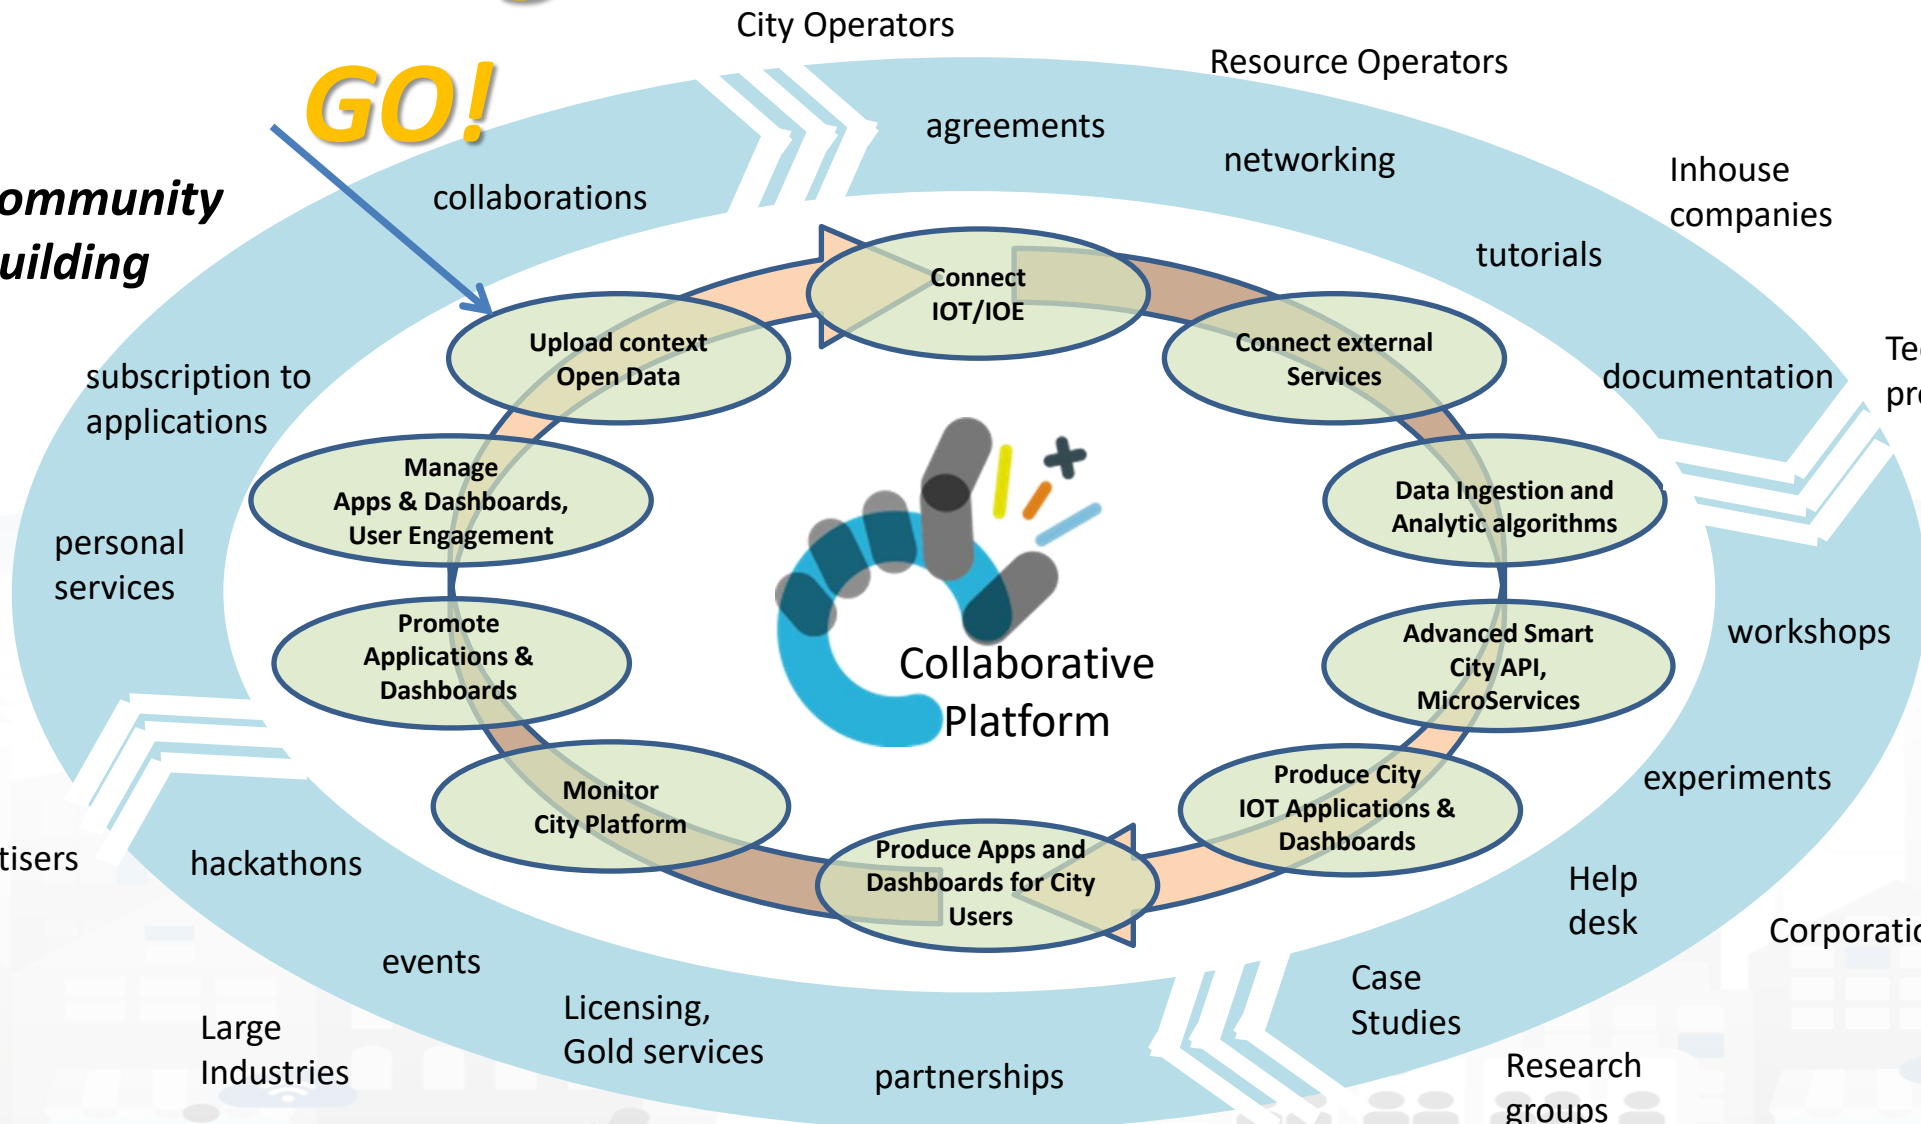 City Operators
Resource Operators
GO!
agreements
networking
Inhouse
companies
collaborations
ommunity
uilding
tutorials
Connect
IOT/IOE
Upload context
Open Data
Connect external
Services
subscription to
applications
documentation
Manage
Apps & Dashboards,
User Engagement
Data Ingestion and
Analytic algorithms
personal
services
Promote
Applications &
Dashboards
Collaborative
Platform
Advanced Smart
City API,
MicroServices
workshops
Monitor
City Platform
Produce City
IOT Applications &
Dashboards
experiments
Produce Apps and
Dashboards for City
Users
tisers
hackathons
Help
desk
Corporatio
events
Case
Studies
Licensing,
Gold services
Large
Industries
partnerships
Research
groups